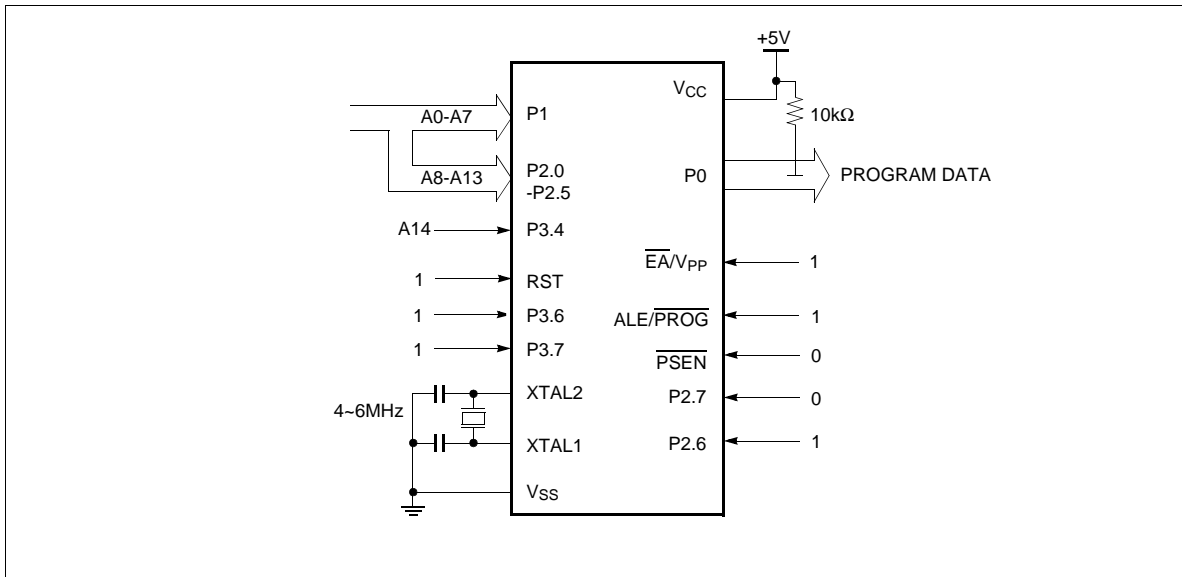 +5V
VCC
10kΩ
A0-A7
P1
A8-A13
P2.0
-P2.5
P0
PROGRAM DATA
A14
P3.4
EA/VPP
1
1
RST
1
P3.6
ALE/PROG
1
1
P3.7
PSEN
0
4~6MHz
XTAL2
P2.7
0
XTAL1
P2.6
1
VSS